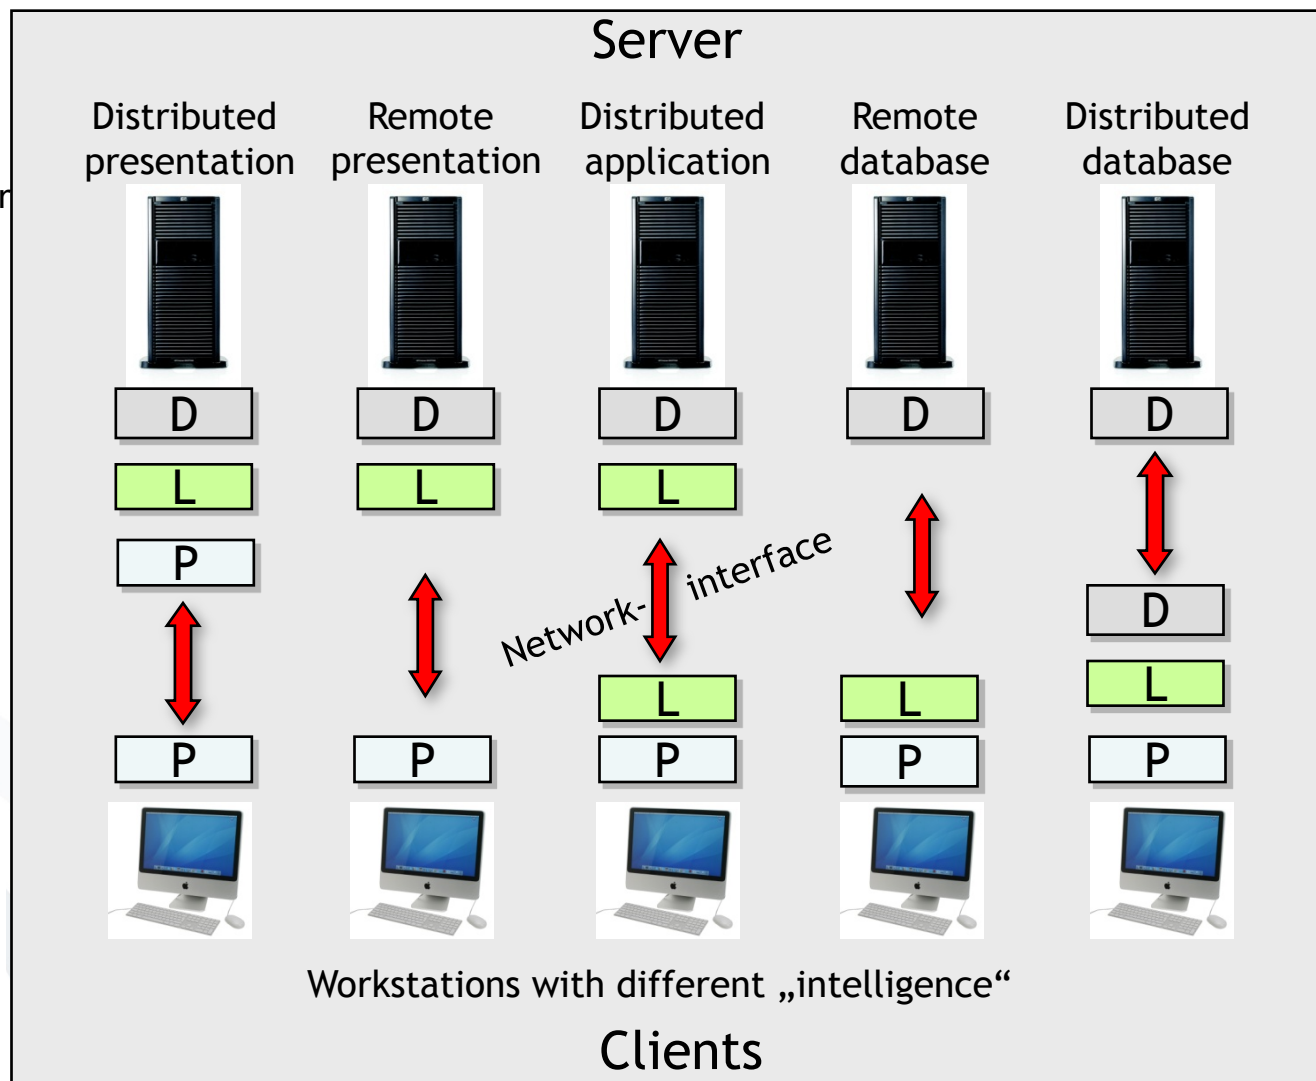 Server
Distributed presentation
Remote presentation
Distributed application
Remote database
Distributed database
r
D D D D D
L L L
P
Network-interface
D
L L L
P P P P P
Workstations with different „intelligence“
Clients